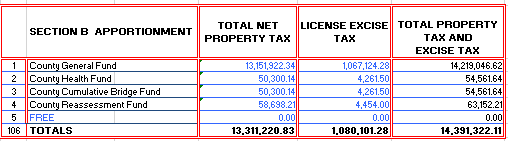 SECTION B APPORTIONMENT TOTAL NET PROPERTY TAX LICENSE EXCISE TAX TOTAL PROPERTY TAX AND EXCISE TAX
1 County General Fund 13,151,922.34 1,067,124.28 14,219,046.62
2 County Health Fund 50,300.14 4,261.50 54,561.64
3 County Cumulative Bridge Fund 50,300.14 4,261.50 54,561.64
4 County Reassessment Fund 58,698.21 4,454.00 63,152.21
5 FREE 0.00 0.00 0.00
106 TOTALS 13,311,220.83 1,080,101.28 14,391,322.11